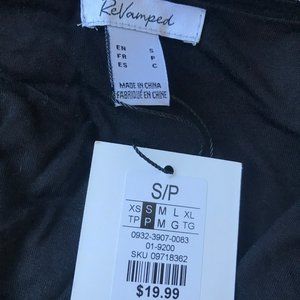 ReVamped
EN S
FR P
ES C
MADE IN CHINA
FABRIQUÉ EN CHINE
S/P
XS S M L XL
TP P M G TG
0932-3907-0083
01-9200
SKU 09718362
$19.99